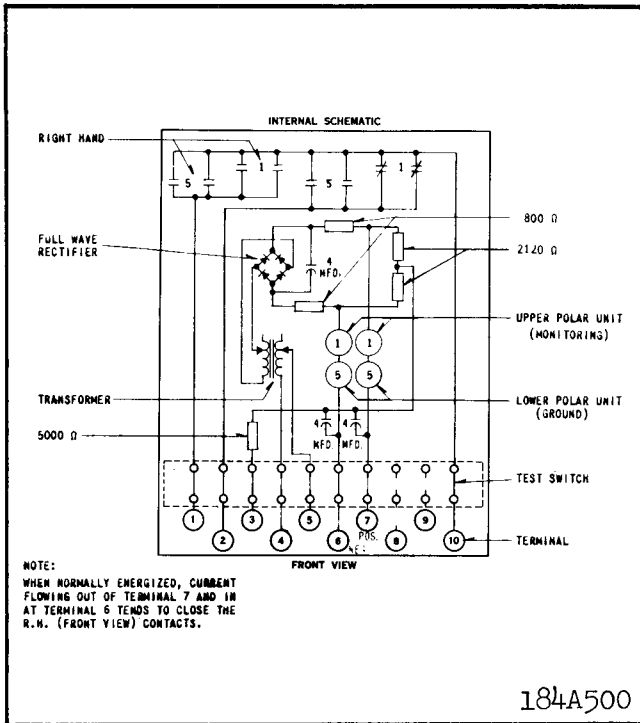 INTERNAL SCHEMATIC
RIGHT HAND
1
1
5
5
800 Ω
FULL WAVE
RECTIFIER
4
MFD.
2120 Ω
1
1
UPPER POLAR UNIT
(MONITORING)
5
5
LOWER POLAR UNIT
(GROUND)
TRANSFORMER
5000 Ω
4
4
MFD.
MFD.
TEST SWITCH
1
3
5
7
9
POS.
2
4
6
8
10
TERMINAL
FRONT VIEW
NOTE:
WHEN NORMALLY ENERGIZED, CURRENT
FLOWING OUT OF TERMINAL 7 AND IN
AT TERMINAL 6 TENDS TO CLOSE THE
R.H. (FRONT VIEW) CONTACTS.
184A500